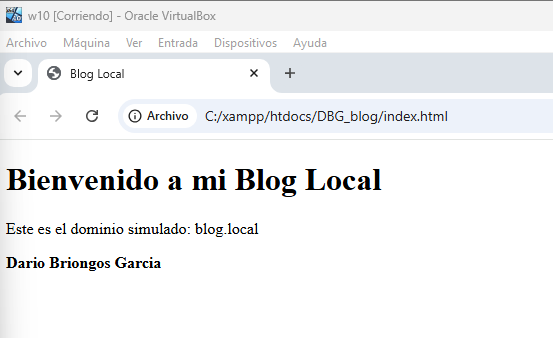 w10 [Corriendo] - Oracle VirtualBox
Archivo Máquina Ver Entrada Dispositivos Ayuda
Blog Local
Archivo C:/xampp/htdocs/DBG_blog/index.html
Bienvenido a mi Blog Local
Este es el dominio simulado: blog.local
Dario Briongos Garcia